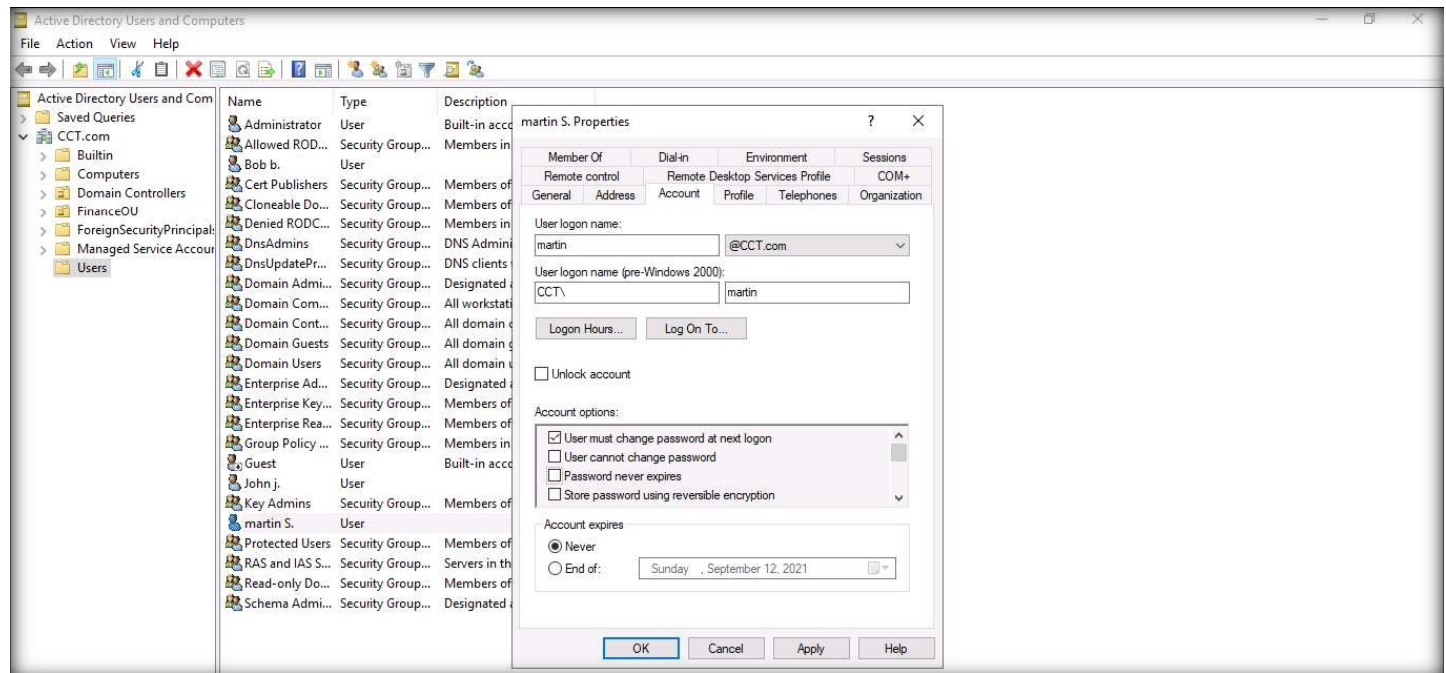 Active Directory Users and Computers
File Action View Help
Active Directory Users and Com
Saved Queries
CCT.com
Builtin
Computers
Domain Controllers
FinanceOU
ForeignSecurityPrincipals
Managed Service Accour
Users
Name Type Description
Administrator User Built-in acco
Allowed ROD... Security Group... Members in
Bob b. User
Cert Publishers Security Group... Members of
Cloneable Do... Security Group... Members of
Denied RODC... Security Group... Members in
DnsAdmins Security Group... DNS Admini
DnsUpdatePr... Security Group... DNS clients
Domain Admi... Security Group... Designated a
Domain Com... Security Group... All workstati
Domain Cont... Security Group... All domain c
Domain Guests Security Group... All domain g
Domain Users Security Group... All domain u
Enterprise Ad... Security Group... Designated a
Enterprise Key... Security Group... Members of
Enterprise Rea... Security Group... Members of
Group Policy ... Security Group... Members in
Guest User Built-in acco
John j. User
Key Admins Security Group... Members of
martin S. User
Protected Users Security Group... Members of
RAS and IAS S... Security Group... Servers in th
Read-only Do... Security Group... Members of
Schema Admi... Security Group... Designated a
martin S. Properties ?
Member Of Dial-in Environment Sessions
Remote control Remote Desktop Services Profile COM+
General Address Account Profile Telephones Organization
User logon name:
martin @CCT.com
User logon name (pre-Windows 2000):
CCT\ martin
Logon Hours... Log On To...
Unlock account
Account options:
User must change password at next logon
User cannot change password
Password never expires
Store password using reversible encryption
Account expires
Never
End of: Sunday , September 12, 2021
OK Cancel Apply Help